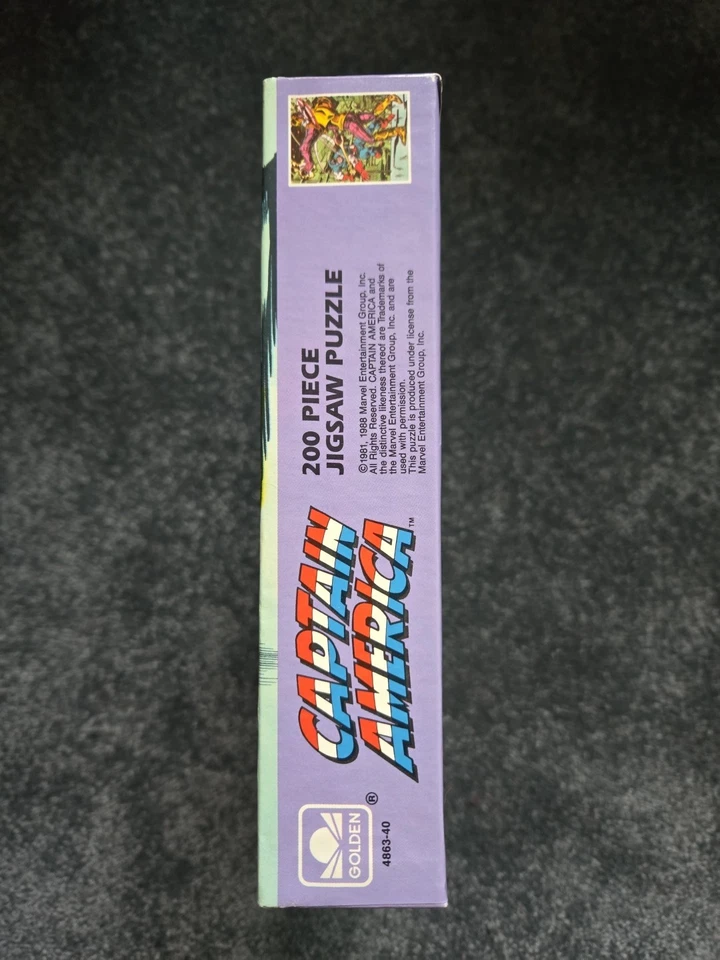 GOLDEN
®
4863-40
CAPTAIN
AMERICA
™
200 PIECE
JIGSAW PUZZLE
©1981, 1988 Marvel Entertainment Group, Inc.
All Rights Reserved. CAPTAIN AMERICA and
the distinctive likeness thereof are Trademarks of
the Marvel Entertainment Group, Inc. and are
used with permission.
This puzzle is produced under license from the
Marvel Entertainment Group, Inc.